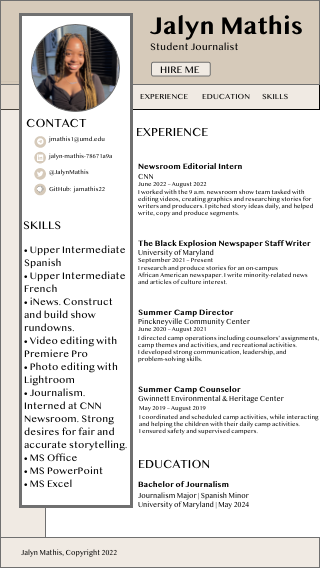 Jalyn Mathis
Student Journalist
HIRE ME
EXPERIENCE EDUCATION SKILLS
CONTACT
jmathis1@umd.edu
jalyn-mathis-78671a9a
@JalynMathis
GitHub: jamathis22
SKILLS
• Upper Intermediate
Spanish
• Upper Intermediate
French
• iNews. Construct
and build show
rundowns.
• Video editing with
Premiere Pro
• Photo editing with
Lightroom
• Journalism.
Interned at CNN
Newsroom. Strong
desires for fair and
accurate storytelling.
• MS Office
• MS PowerPoint
• MS Excel
EXPERIENCE
Newsroom Editorial Intern
CNN
June 2022 - August 2022
I worked with the 9 a.m. newsroom show team tasked with
editing videos, creating graphics and researching stories for
writers and producers. I pitched story ideas daily, and helped
write, copy and produce segments.
The Black Explosion Newspaper Staff Writer
University of Maryland
September 2021 - Present
I research and produce stories for an on-campus
African American newspaper. I write minority-related news
and articles of culture interest.
Summer Camp Director
Pinckneyville Community Center
June 2020 - August 2021
I directed camp operations including counselors' assignments,
camp themes and activities, and recreational activities.
I developed strong communication, leadership, and
problem-solving skills.
Summer Camp Counselor
Gwinnett Environmental & Heritage Center
May 2019 - August 2019
I coordinated and scheduled camp activities, while interacting
and helping the children with their daily camp activities.
I ensured safety and supervised campers.
EDUCATION
Bachelor of Journalism
Journalism Major | Spanish Minor
University of Maryland | May 2024
Jalyn Mathis, Copyright 2022